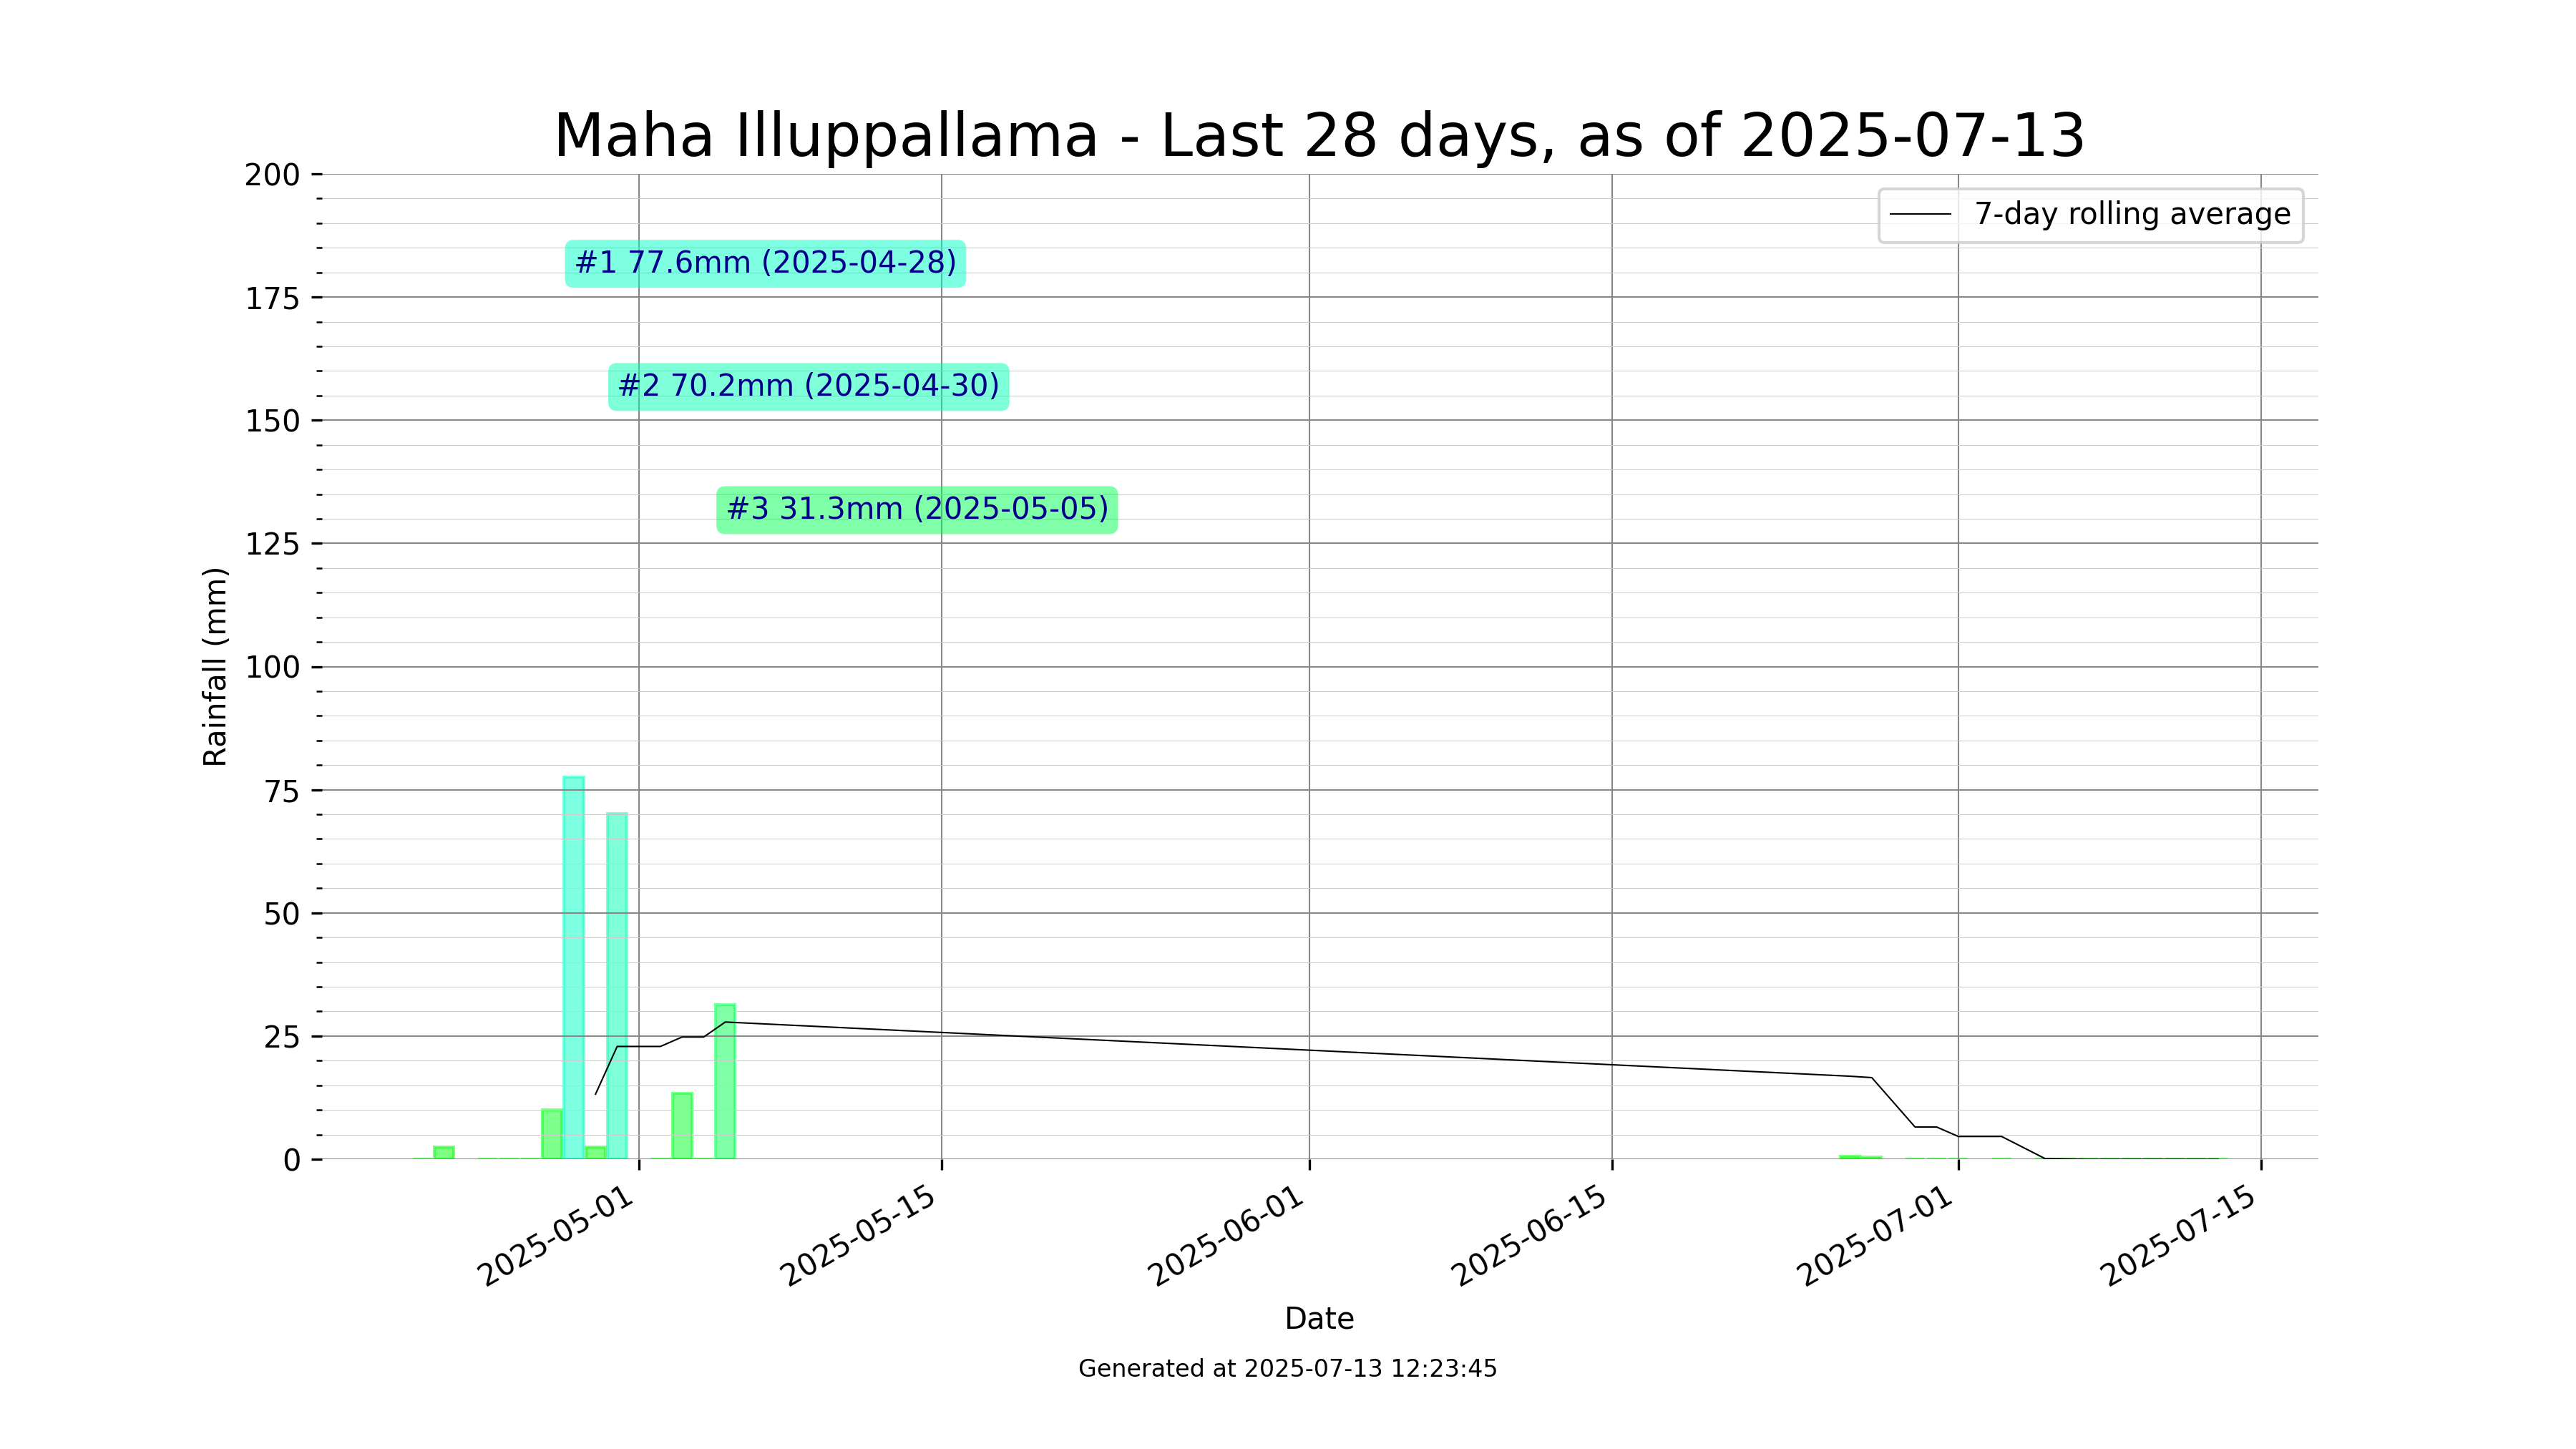 Maha Illuppallama - Last 28 days, as of 2025-07-13
7-day rolling average
#1 77.6mm (2025-04-28)
#2 70.2mm (2025-04-30)
#3 31.3mm (2025-05-05)
Rainfall (mm)
200
175
150
125
100
75
50
25
0
2025-05-01
2025-05-15
2025-06-01
2025-06-15
2025-07-01
2025-07-15
Date
Generated at 2025-07-13 12:23:45